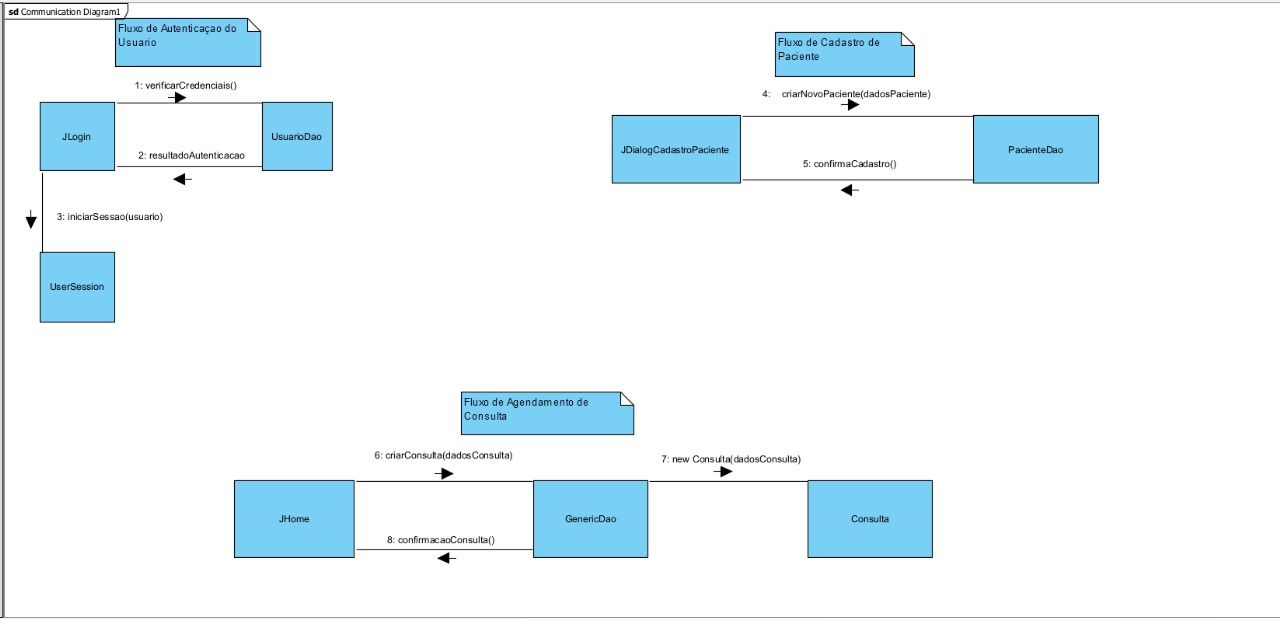 sd Communication Diagram1
Fluxo de Autenticaçao do
Usuario
1: verificarCredenciais()
JLogin
UsuarioDao
2: resultadoAutenticacao
3: iniciarSessao(usuario)
UserSession
Fluxo de Cadastro de
Paciente
4: criarNovoPaciente(dadosPaciente)
JDialogCadastroPaciente
PacienteDao
5: confirmaCadastro()
Fluxo de Agendamento de
Consulta
6: criarConsulta(dadosConsulta)
7: new Consulta(dadosConsulta)
JHome
GenericDao
Consulta
8: confirmacaoConsulta()